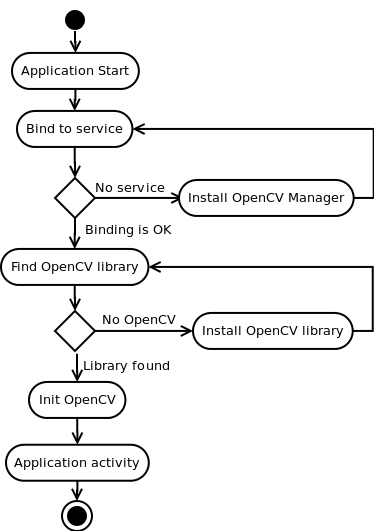 Application Start
Bind to service
No service
Install OpenCV Manager
Binding is OK
Find OpenCV library
No OpenCV
Install OpenCV library
Library found
Init OpenCV
Application activity